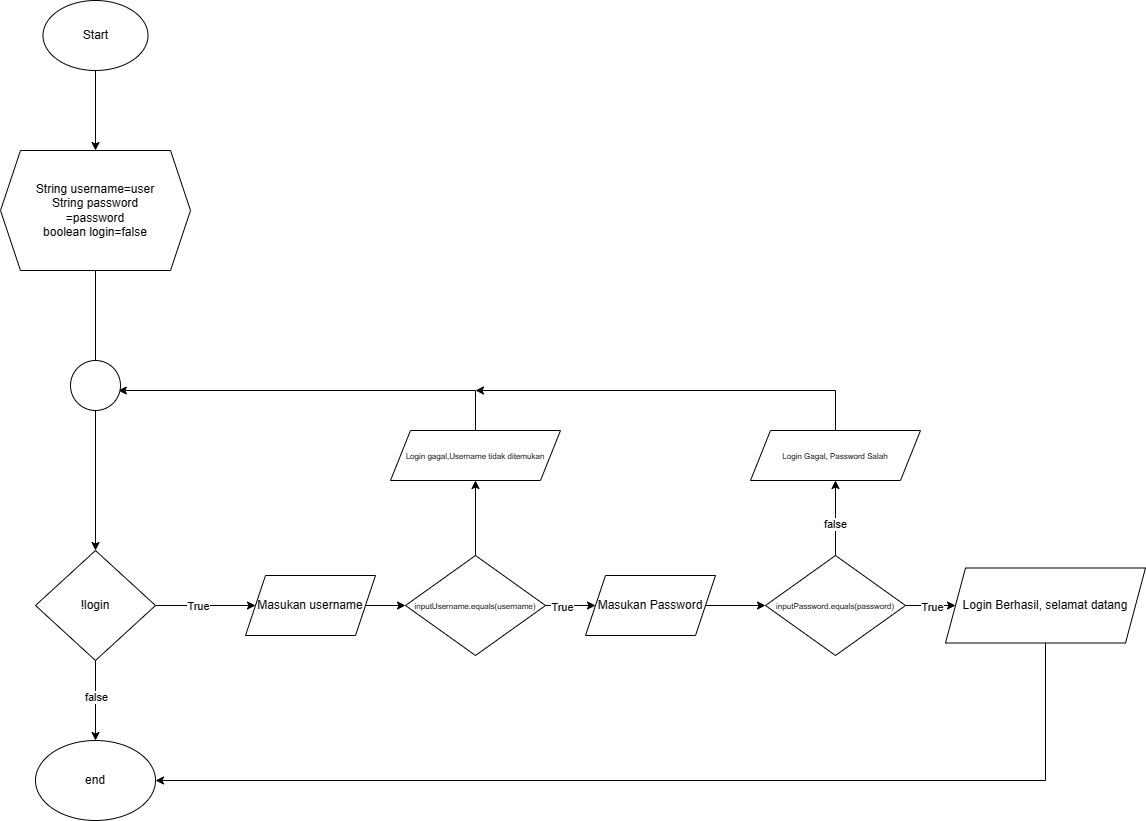 Start
String username=user
String password
=password
boolean login=false
Login gagal,Username tidak ditemukan
Login Gagal, Password Salah
false
!login
True
Masukan username
inputUsername.equals(username)
True
Masukan Password
inputPassword.equals(password)
True
Login Berhasil, selamat datang
false
end